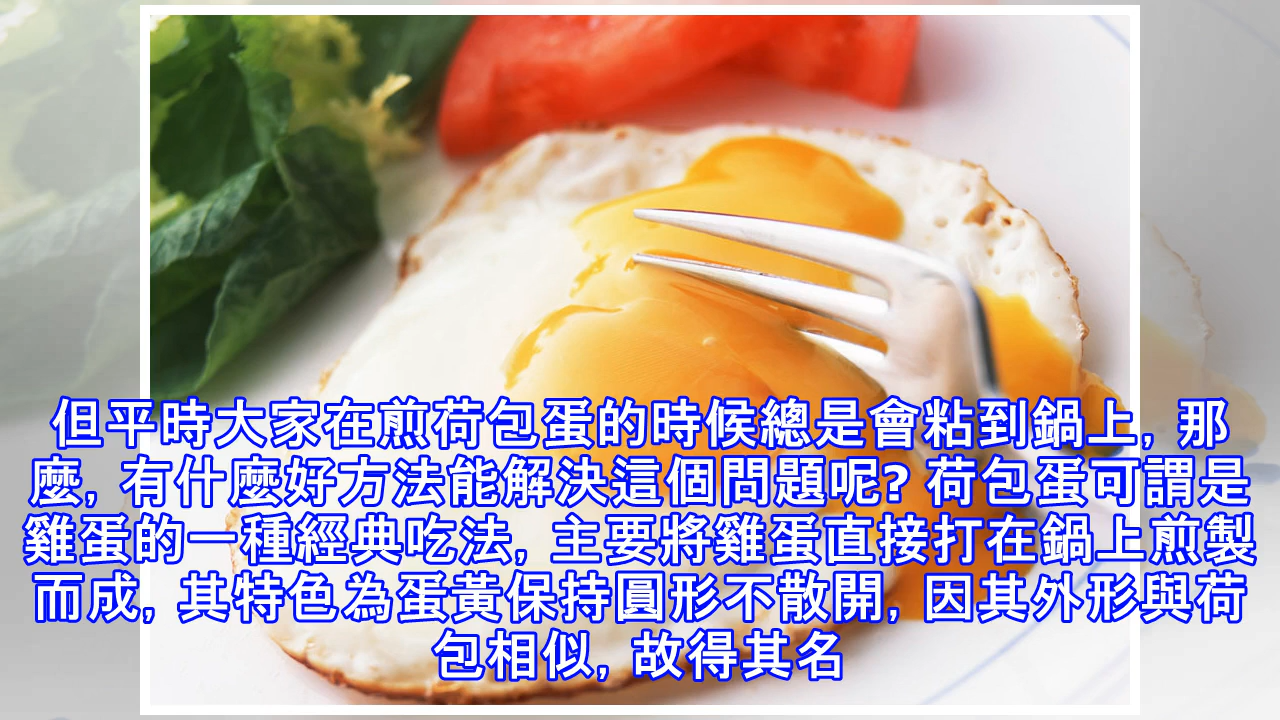 但平時大家在煎荷包蛋的時候總是會粘到鍋上, 那
麼, 有什麼好方法能解決這個問題呢? 荷包蛋可謂是
雞蛋的一種經典吃法, 主要將雞蛋直接打在鍋上煎製
而成, 其特色為蛋黃保持圓形不散開, 因其外形與荷
包相似, 故得其名